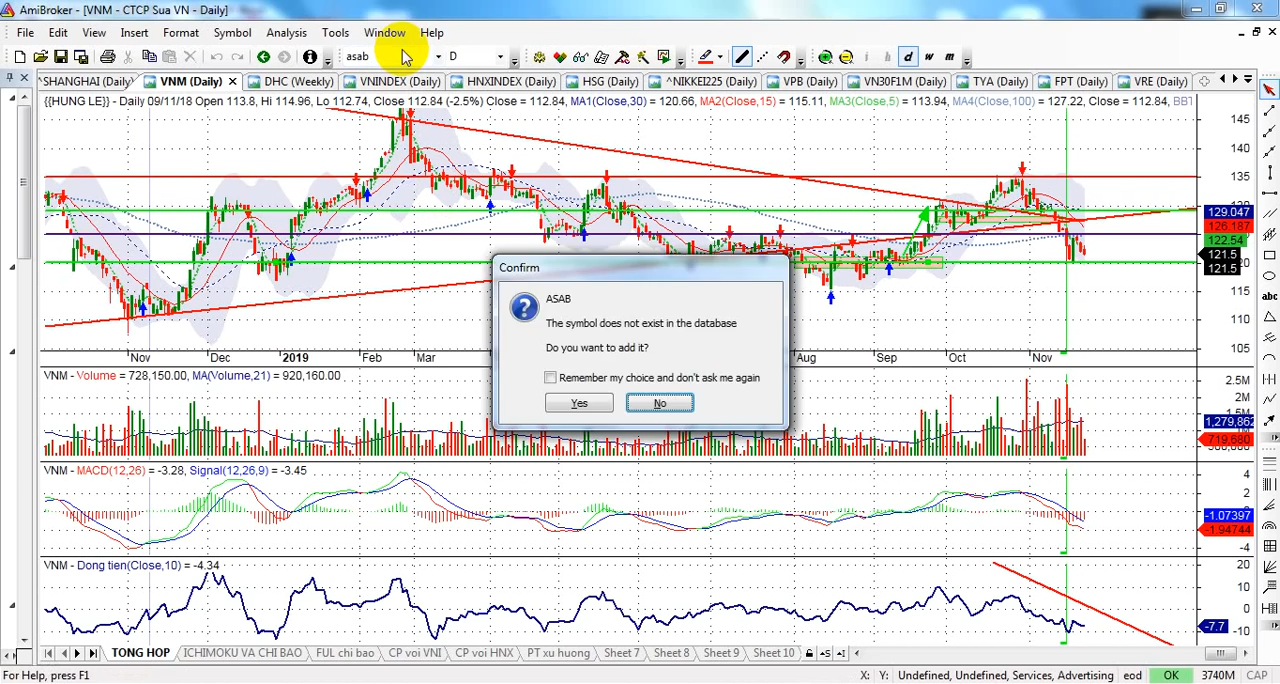 AmiBroker - [VNM - CTCP Sua VN - Daily]
File Edit View Insert Format Symbol Analysis Tools Window Help
asab D i h d w m
^SHANGHAI (Daily) VNM (Daily) DHC (Weekly) VNINDEX (Daily) HNXINDEX (Daily) HSG (Daily) ^NIKKEI225 (Daily) VPB (Daily) VN30F1M (Daily) TYA (Daily) FPT (Daily) VRE (Daily)
{{HUNG LE} - Daily 09/11/18 Open 113.8, Hi 114.96, Lo 112.74, Close 112.84 (-2.5%) Close = 112.84, MA1(Close,30) = 120.66, MA2(Close,15) = 115.11, MA3(Close,5) = 113.94, MA4(Close,100) = 127.22, Close = 112.84, BBT
145
140
135
130
129.047
126.187
122.54
121.5
120
121.5
115
110
105
Confirm
ASAB
The symbol does not exist in the database
Do you want to add it?
Remember my choice and don't ask me again
Yes No
Nov Dec 2019 Feb Mar Aug Sep Oct Nov
VNM - Volume = 728,150.00, MA(Volume,21) = 920,160.00
2.5M
2M
1.5M
1,279,862
1M
719,680
VNM - MACD(12,26) = -3.28, Signal(12,26,9) = -3.45
4
2
0
-1.07397
-1.94744
-4
VNM - Dong tien(Close,10) = -4.34
20
10
0
-7.7
-10
TONG HOP ICHIMOKU VA CHI BAO FUL chi bao CP voi VNI CP voi HNX PT xu huong Sheet 7 Sheet 8 Sheet 9 Sheet 10
For Help, press F1 X: Y: Undefined, Undefined, Services, Advertising eod OK 3740M CAP